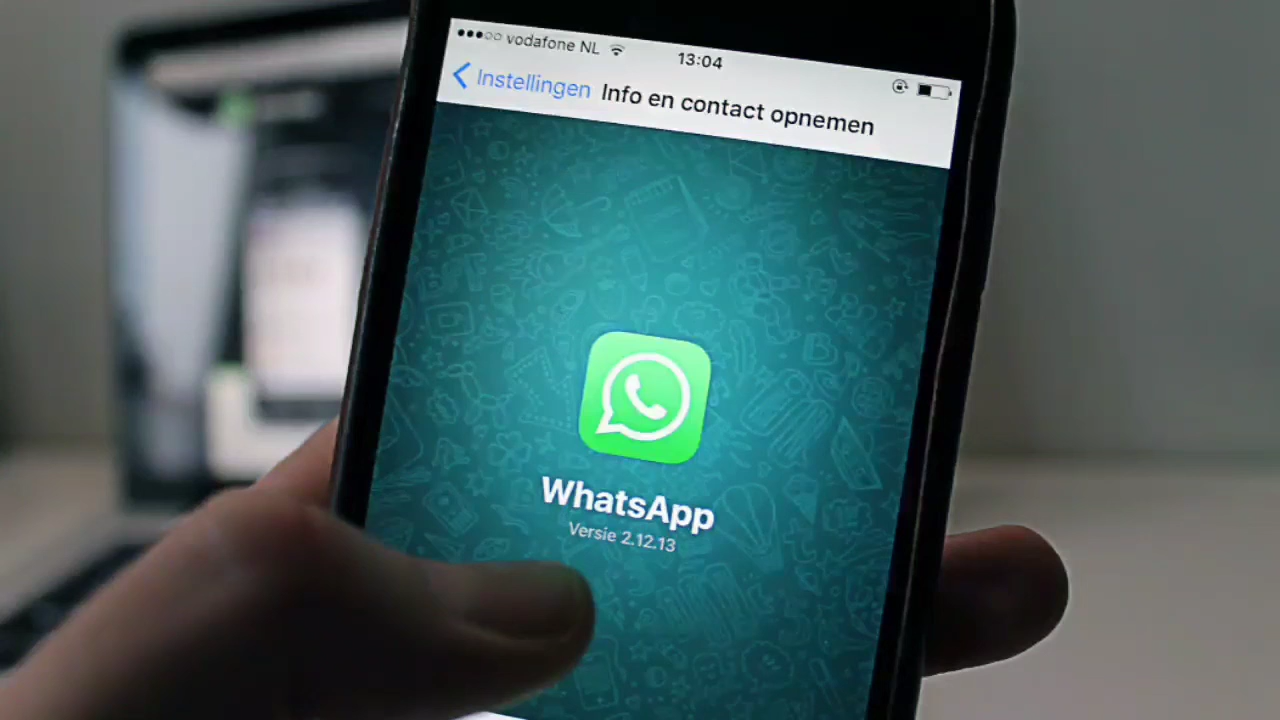 vodafone NL 13:04
Instellingen Info en contact opnemen
WhatsApp
Versie 2.12.13